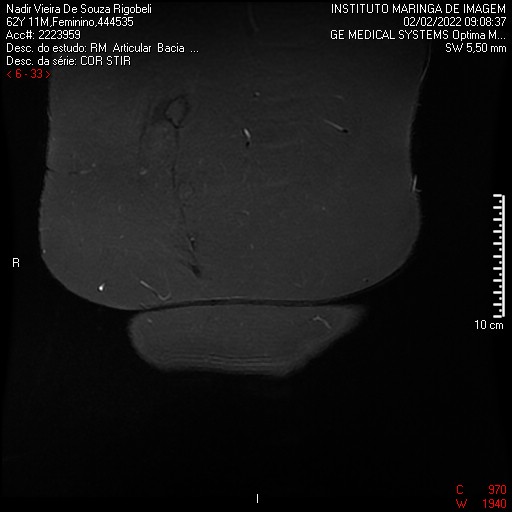 Nadir Vieira De Souza Rigobeli
62Y 11M,Feminino,444535
Acc#: 2223959
Desc. do estudo: RM Articular Bacia ...
Desc. da série: COR STIR
< 6 - 33 >
INSTITUTO MARINGA DE IMAGEM
02/02/2022 09:08:37
GE MEDICAL SYSTEMS Optima M...
SW 5,50 mm
R
10 cm
I
C 970
W 1940